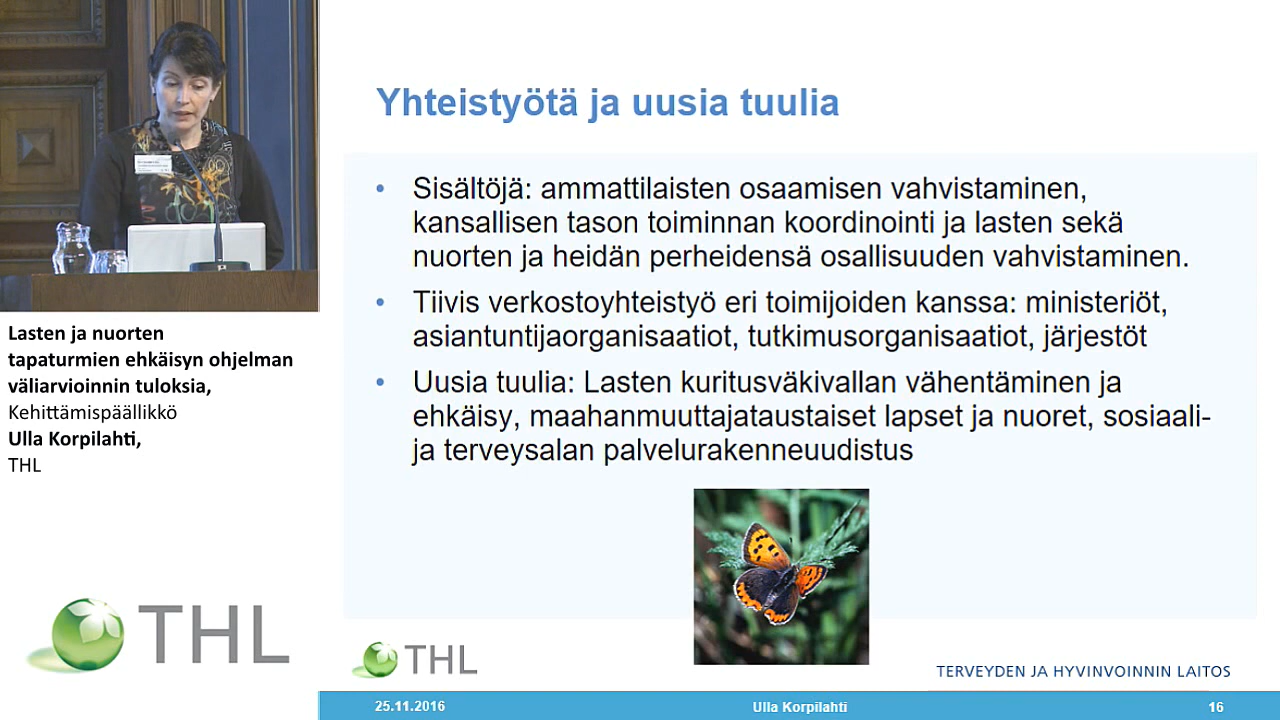 Yhteistyötä ja uusia tuulia
• Sisältöjä: ammattilaisten osaamisen vahvistaminen,
kansallisen tason toiminnan koordinointi ja lasten sekä
nuorten ja heidän perheidensä osallisuuden vahvistaminen.
• Tiivis verkostoyhteistyö eri toimijoiden kanssa: ministeriöt,
asiantuntijaorganisaatiot, tutkimusorganisaatiot, järjestöt
• Uusia tuulia: Lasten kuritusväkivallan vähentäminen ja
ehkäisy, maahanmuuttajataustaiset lapset ja nuoret, sosiaali-
ja terveysalan palvelurakenneuudistus
Lasten ja nuorten
tapaturmien ehkäisyn ohjelman
väliarvioinnin tuloksia,
Kehittämispäällikkö
Ulla Korpilahti,
THL
THL
THL
TERVEYDEN JA HYVINVOINNIN LAITOS
25.11.2016
Ulla Korpilahti
16